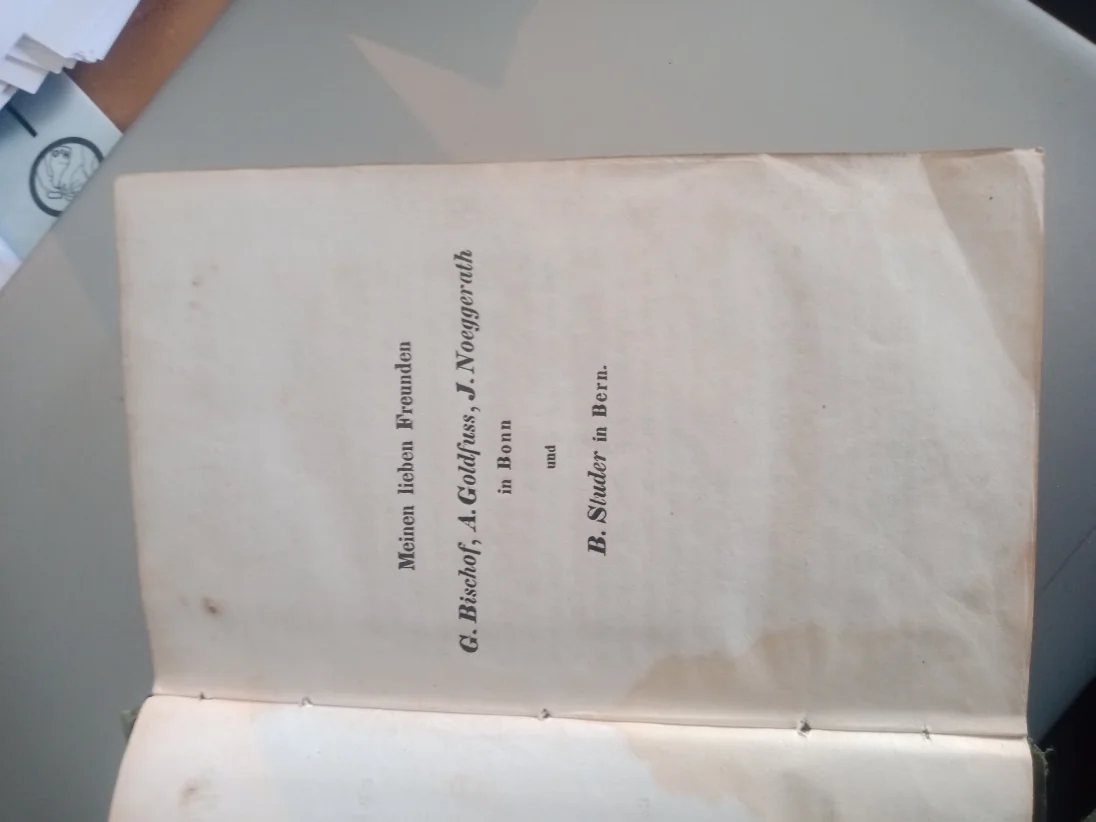 Meinen lieben Freunden
G. Bischof, A. Goldfuss, J. Noeggerath
in Bonn
und
B. Studer in Bern.